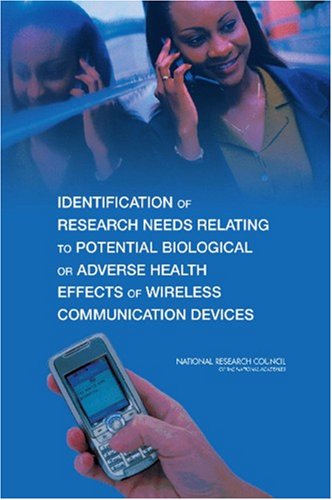 IDENTIFICATION OF
RESEARCH NEEDS RELATING
TO POTENTIAL BIOLOGICAL
OR ADVERSE HEALTH
EFFECTS OF WIRELESS
COMMUNICATION DEVICES
NATIONAL RESEARCH COUNCIL
OF THE NATIONAL ACADEMIES